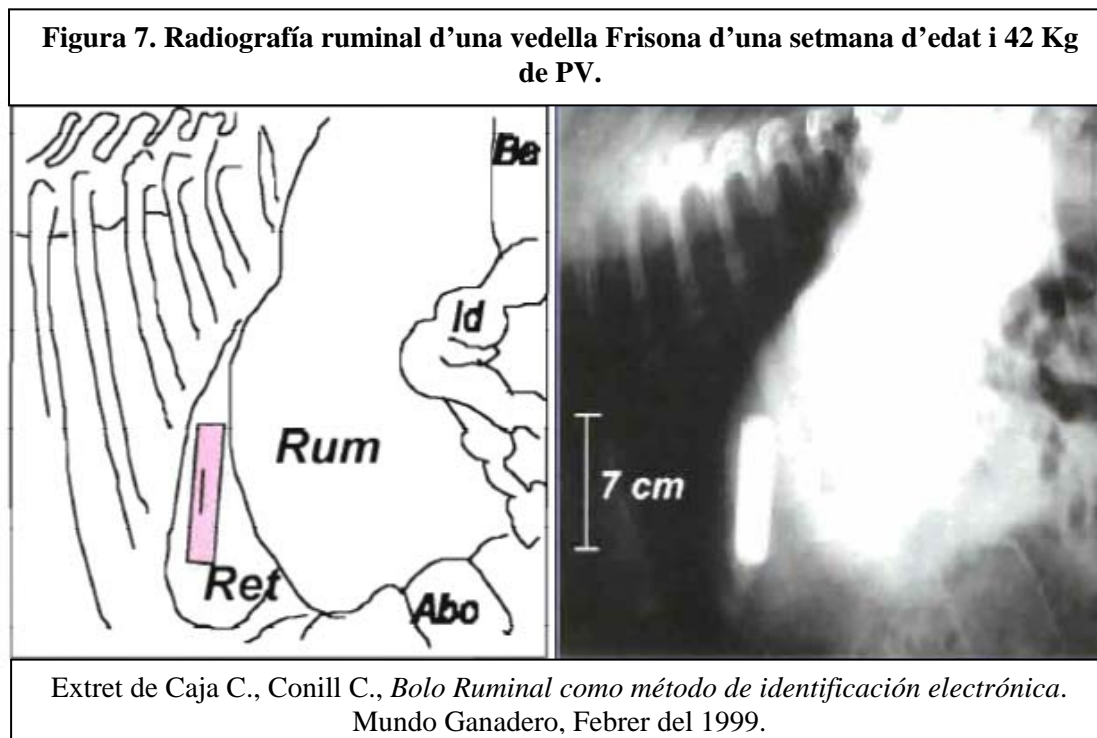 Figura 7. Radiografía ruminal d’una vedella Frisona d’una setmana d’edat i 42 Kg
de PV.
Be
Id
Rum
Ret
Abo
7 cm
Extret de Caja C., Conill C., Bolo Ruminal como método de identificación electrónica.
Mundo Ganadero, Febrer del 1999.